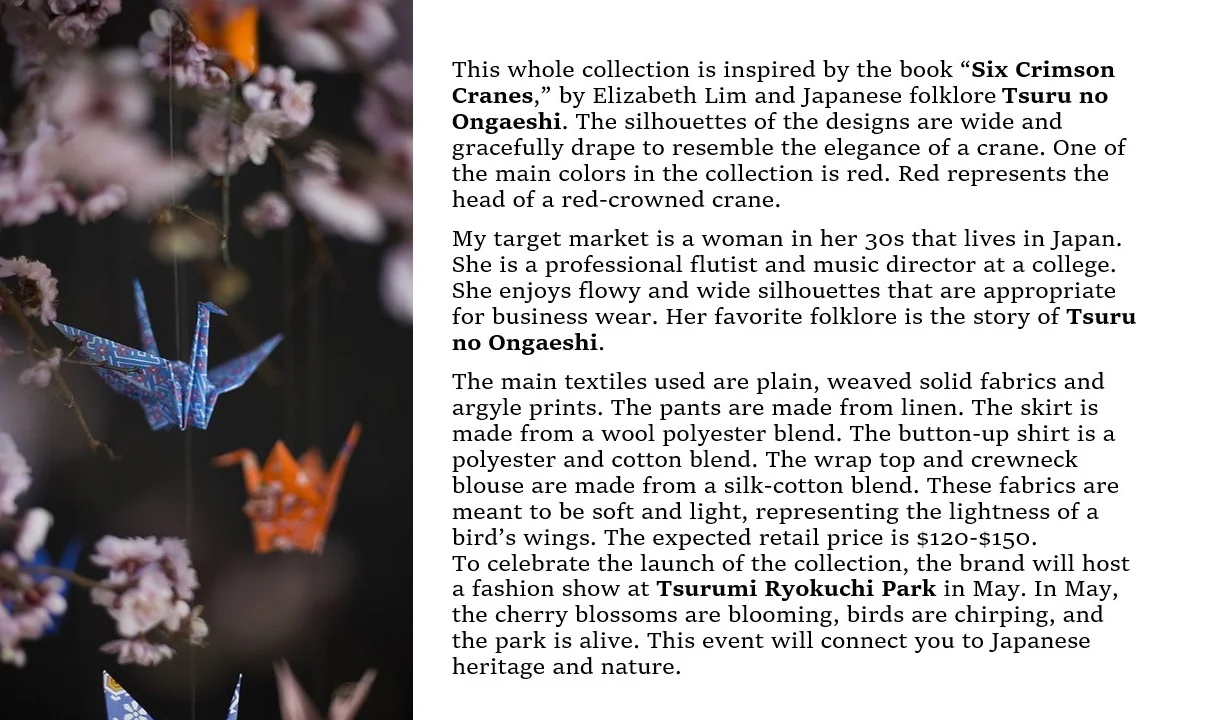 This whole collection is inspired by the book “Six Crimson
Cranes,” by Elizabeth Lim and Japanese folklore Tsuru no
Ongaeshi. The silhouettes of the designs are wide and
gracefully drape to resemble the elegance of a crane. One of
the main colors in the collection is red. Red represents the
head of a red-crowned crane.
My target market is a woman in her 30s that lives in Japan.
She is a professional flutist and music director at a college.
She enjoys flowy and wide silhouettes that are appropriate
for business wear. Her favorite folklore is the story of Tsuru
no Ongaeshi.
The main textiles used are plain, weaved solid fabrics and
argyle prints. The pants are made from linen. The skirt is
made from a wool polyester blend. The button-up shirt is a
polyester and cotton blend. The wrap top and crewneck
blouse are made from a silk-cotton blend. These fabrics are
meant to be soft and light, representing the lightness of a
bird’s wings. The expected retail price is $120-$150.
To celebrate the launch of the collection, the brand will host
a fashion show at Tsurumi Ryokuchi Park in May. In May,
the cherry blossoms are blooming, birds are chirping, and
the park is alive. This event will connect you to Japanese
heritage and nature.